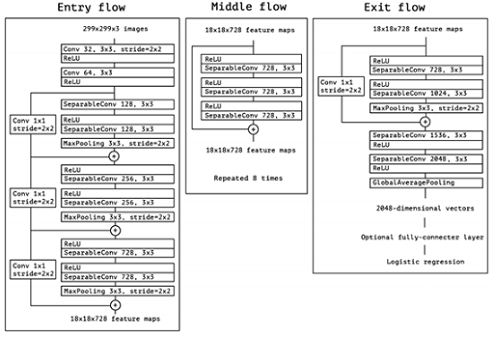 Entry flow
299x299x3 images
Conv 32, 3x3, stride=2x2
ReLU
Conv 64, 3x3
ReLU
SeparableConv 128, 3x3
Conv 1x1
stride=2x2
ReLU
SeparableConv 128, 3x3
MaxPooling 3x3, stride=2x2
+
ReLU
SeparableConv 256, 3x3
Conv 1x1
stride=2x2
ReLU
SeparableConv 256, 3x3
MaxPooling 3x3, stride=2x2
+
ReLU
SeparableConv 728, 3x3
Conv 1x1
stride=2x2
ReLU
SeparableConv 728, 3x3
MaxPooling 3x3, stride=2x2
+
18x18x728 feature maps
Middle flow
18x18x728 feature maps
ReLU
SeparableConv 728, 3x3
ReLU
SeparableConv 728, 3x3
ReLU
SeparableConv 728, 3x3
+
18x18x728 feature maps
Repeated 8 times
Exit flow
18x18x728 feature maps
ReLU
SeparableConv 728, 3x3
Conv 1x1
stride=2x2
ReLU
SeparableConv 1024, 3x3
MaxPooling 3x3, stride=2x2
+
SeparableConv 1536, 3x3
ReLU
SeparableConv 2048, 3x3
ReLU
GlobalAveragePooling
2048-dimensional vectors
Optional fully-connecter layer
Logistic regression